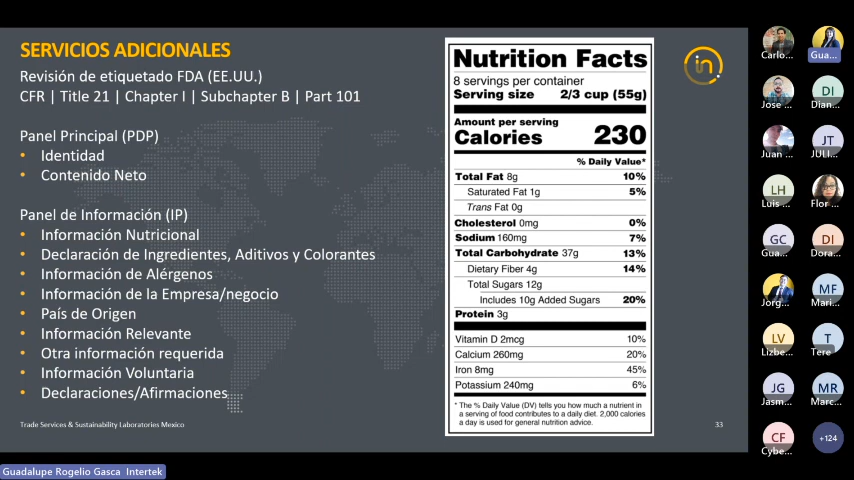 SERVICIOS ADICIONALES
Revisión de etiquetado FDA (EE.UU.)
CFR | Title 21 | Chapter I | Subchapter B | Part 101
Panel Principal (PDP)
• Identidad
• Contenido Neto
Panel de Información (IP)
• Información Nutricional
• Declaración de Ingredientes, Aditivos y Colorantes
• Información de Alérgenos
• Información de la Empresa/negocio
• País de Origen
• Información Relevante
• Otra información requerida
• Información Voluntaria
• Declaraciones/Afirmaciones
Trade Services & Sustainability Laboratories Mexico
Nutrition Facts
8 servings per container
Serving size 2/3 cup (55g)
Amount per serving
Calories 230
% Daily Value*
Total Fat 8g 10%
Saturated Fat 1g 5%
Trans Fat 0g
Cholesterol 0mg 0%
Sodium 160mg 7%
Total Carbohydrate 37g 13%
Dietary Fiber 4g 14%
Total Sugars 12g
Includes 10g Added Sugars 20%
Protein 3g
Vitamin D 2mcg 10%
Calcium 260mg 20%
Iron 8mg 45%
Potassium 240mg 6%
* The % Daily Value (DV) tells you how much a nutrient in
a serving of food contributes to a daily diet. 2,000 calories
a day is used for general nutrition advice.
in
33
Carlo... Gua...
DI
Jose ... Dian...
JT
Juan ... JULI...
LH
Luis ... Flor ...
GC DI
Gua... Dora...
MF
Jorg... Mari...
LV T
Lizbe... Tere
JG MR
Jasm... Marc...
CF +124
Cybe...
Guadalupe Rogelio Gasca Intertek